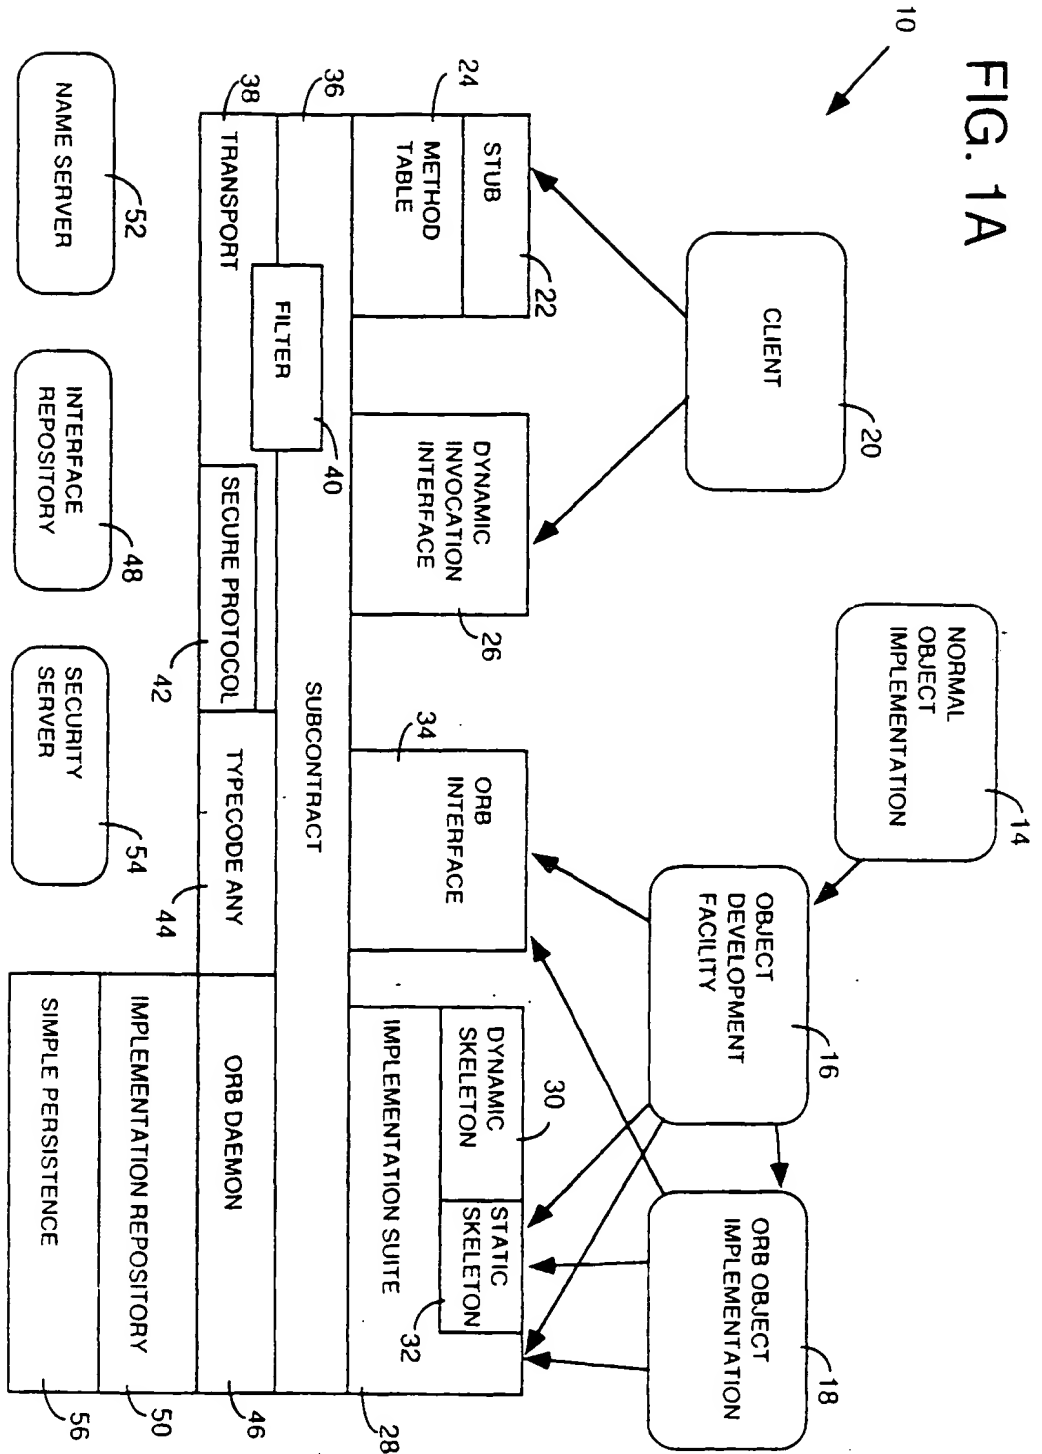 FIG. 1A
10
CLIENT
20
NORMAL
OBJECT
IMPLEMENTATION
14
OBJECT
DEVELOPMENT
FACILITY
16
ORB OBJECT
IMPLEMENTATION
18
STUB
22
METHOD
TABLE
24
DYNAMIC
INVOCATION
INTERFACE
26
ORB
INTERFACE
34
DYNAMIC
SKELETON
30
STATIC
SKELETON
32
IMPLEMENTATION SUITE
28
36
SUBCONTRACT
FILTER
40
38
TRANSPORT
SECURE PROTOCOL
42
TYPECODE ANY
44
ORB DAEMON
46
IMPLEMENTATION REPOSITORY
50
SIMPLE PERSISTENCE
56
NAME SERVER
52
INTERFACE
REPOSITORY
48
SECURITY
SERVER
54